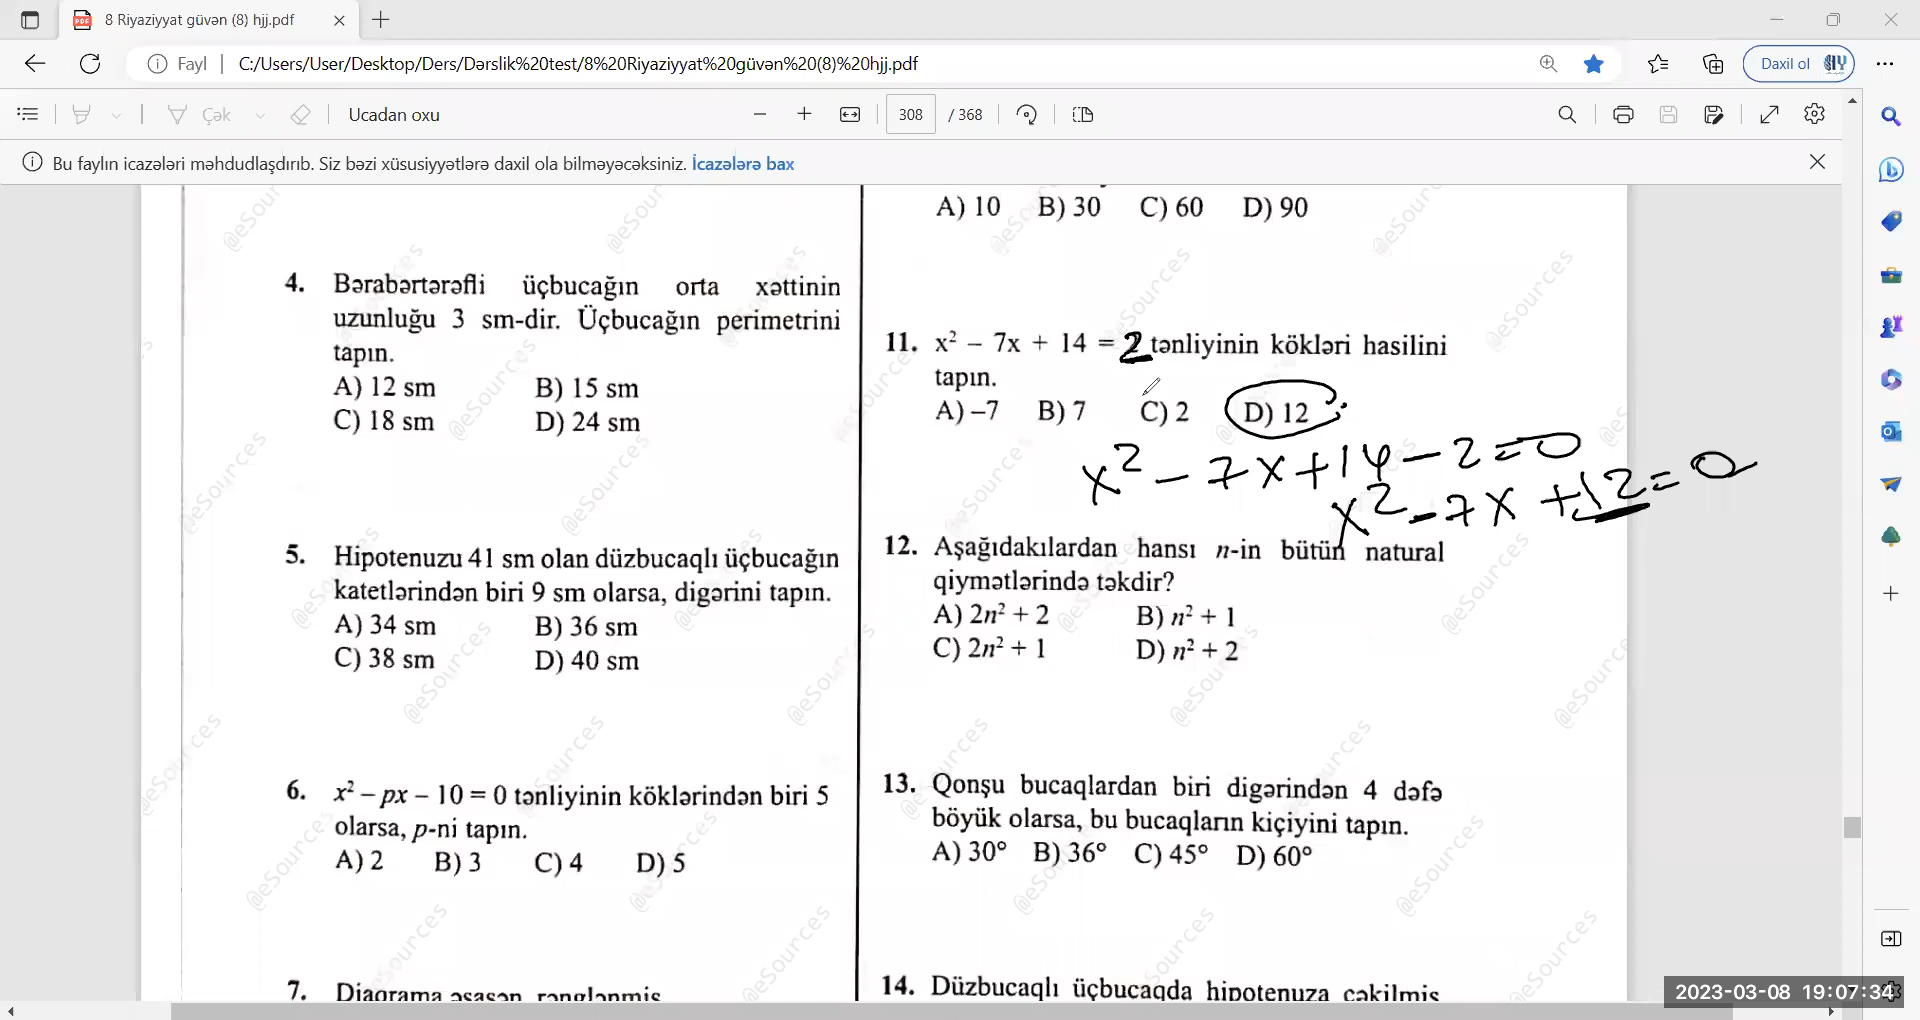 8 Riyaziyyat güvən (8) hjj.pdf
Fayl
C:/Users/User/Desktop/Ders/Dərslik%20test/8%20Riyaziyyat%20güvən%20(8)%20hjj.pdf
Daxil ol
Çək
Ucadan oxu
308 / 368
Bu faylın icazələri məhdudlaşdırıb. Siz bəzi xüsusiyyətlərə daxil ola bilməyəcəksiniz. İcazələrə bax
4. Bərabərtərəfli üçbucağın orta xəttinin
uzunluğu 3 sm-dir. Üçbucağın perimetrini
tapın.
A) 12 sm B) 15 sm
C) 18 sm D) 24 sm
5. Hipotenuzu 41 sm olan düzbucaqlı üçbucağın
katetlərindən biri 9 sm olarsa, digərini tapın.
A) 34 sm B) 36 sm
C) 38 sm D) 40 sm
6. x² – px – 10 = 0 tənliyinin köklərindən biri 5
olarsa, p-ni tapın.
A) 2 B) 3 C) 4 D) 5
7. Diaqrama əsasən rənglənmiş
A) 10 B) 30 C) 60 D) 90
11. x² – 7x + 14 = 2 tənliyinin kökləri hasilini
tapın.
A) –7 B) 7 C) 2 D) 12
x² – 7x + 14 – 2 = 0
x² – 7x + 12 = 0
12. Aşağıdakılardan hansı n-in bütün natural
qiymətlərində təkdir?
A) 2n² + 2 B) n² + 1
C) 2n² + 1 D) n² + 2
13. Qonşu bucaqlardan biri digərindən 4 dəfə
böyük olarsa, bu bucaqların kiçiyini tapın.
A) 30° B) 36° C) 45° D) 60°
14. Düzbucaqlı üçbucaqda hipotenuza çəkilmiş
@eSources
2023-03-08 19:07:34